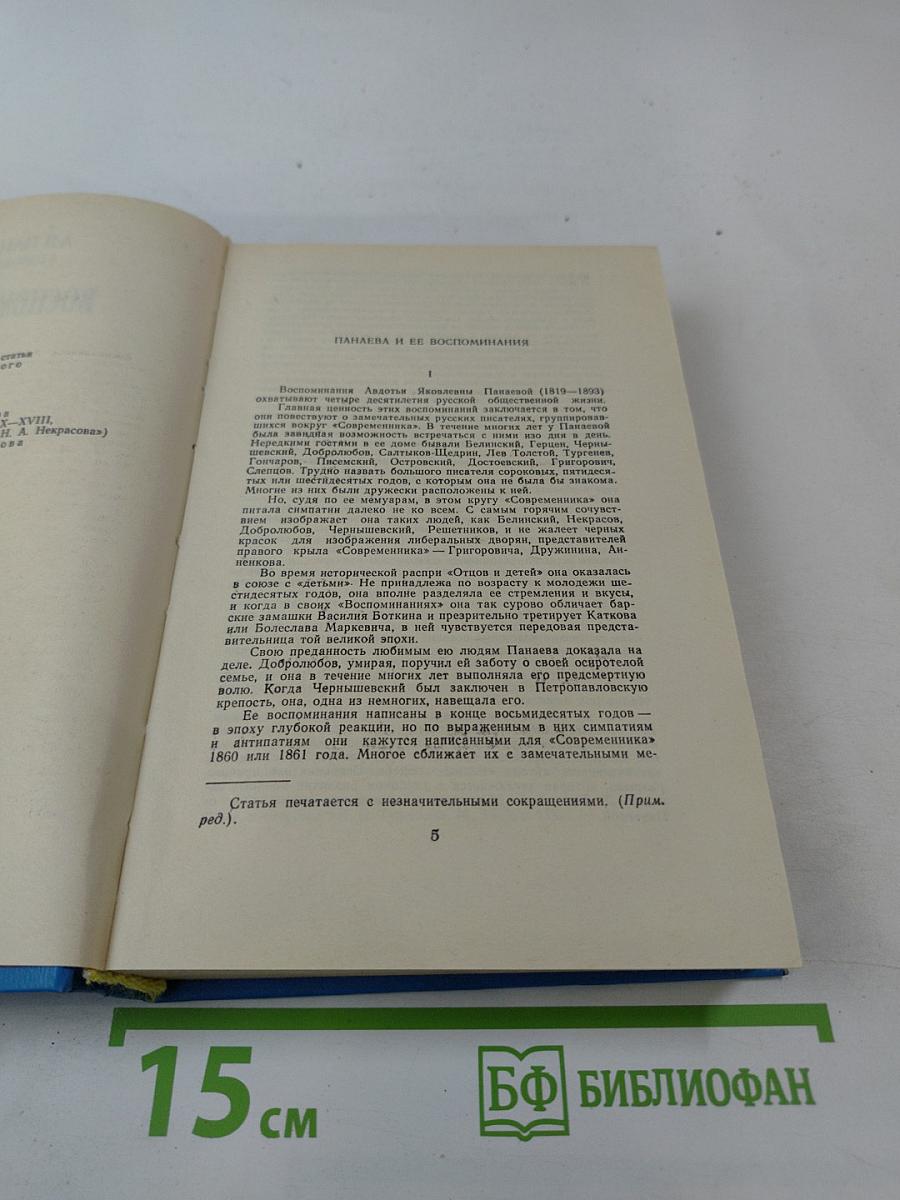 статья
ого
а
X—XVIII,
Н. А. Некрасова»)
ова
ПАНАЕВА И ЕЕ ВОСПОМИНАНИЯ
I
Воспоминания Авдотьи Яковлевны Панаевой (1819—1893)
охватывают четыре десятилетия русской общественной жизни.
Главная ценность этих воспоминаний заключается в том, что
они повествуют о замечательных русских писателях, группировав-
шихся вокруг «Современника». В течение многих лет у Панаевой
была завидная возможность встречаться с ними изо дня в день.
Нередкими гостями в ее доме бывали Белинский, Герцен, Черны-
шевский, Добролюбов, Салтыков-Щедрин, Лев Толстой, Тургенев,
Гончаров, Писемский, Островский, Достоевский, Григорович,
Слепцов. Трудно назвать большого писателя сороковых, пятидеся-
тых или шестидесятых годов, с которым она не была бы знакома.
Многие из них были дружески расположены к ней.
Но, судя по ее мемуарам, в этом кругу «Современника» она
питала симпатии далеко не ко всем. С самым горячим сочувст-
вием изображает она таких людей, как Белинский, Некрасов,
Добролюбов, Чернышевский, Решетников, и не жалеет черных
красок для изображения либеральных дворян, представителей
правого крыла «Современника» — Григоровича, Дружинина, Ан-
ненкова.
Во время исторической распри «Отцов и детей» она оказалась
в союзе с «детьми». Не принадлежа по возрасту к молодежи ше-
стидесятых годов, она вполне разделяла ее стремления и вкусы,
и когда в своих «Воспоминаниях» она так сурово обличает бар-
ские замашки Василия Боткина и презрительно третирует Каткова
или Болеслава Маркевича, в ней чувствуется передовая предста-
вительница той великой эпохи.
Свою преданность любимым ею людям Панаева доказала на
деле. Добролюбов, умирая, поручил ей заботу о своей осиротелой
семье, и она в течение многих лет выполняла его предсмертную
волю. Когда Чернышевский был заключен в Петропавловскую
крепость, она, одна из немногих, навещала его.
Ее воспоминания написаны в конце восьмидесятых годов —
в эпоху глубокой реакции, но по выраженным в них симпатиям
и антипатиям они кажутся написанными для «Современника»
1860 или 1861 года. Многое сближает их с замечательными ме-
Статья печатается с незначительными сокращениями. (Прим.
ред.).
5
15 см
БФ БИБЛИОФАН